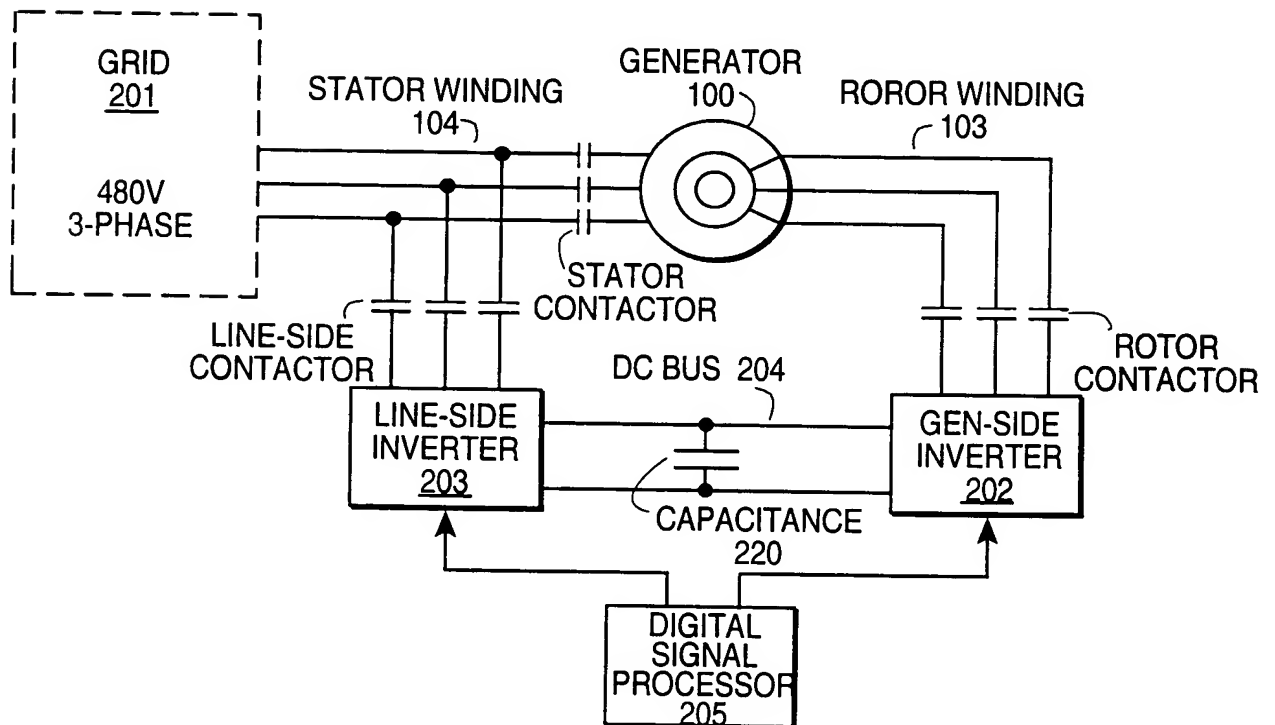 GRID
201
480V
3-PHASE
STATOR WINDING
104
GENERATOR
100
ROROR WINDING
103
STATOR
CONTACTOR
LINE-SIDE
CONTACTOR
ROTOR
CONTACTOR
DC BUS 204
LINE-SIDE
INVERTER
203
GEN-SIDE
INVERTER
202
CAPACITANCE
220
DIGITAL
SIGNAL
PROCESSOR
205